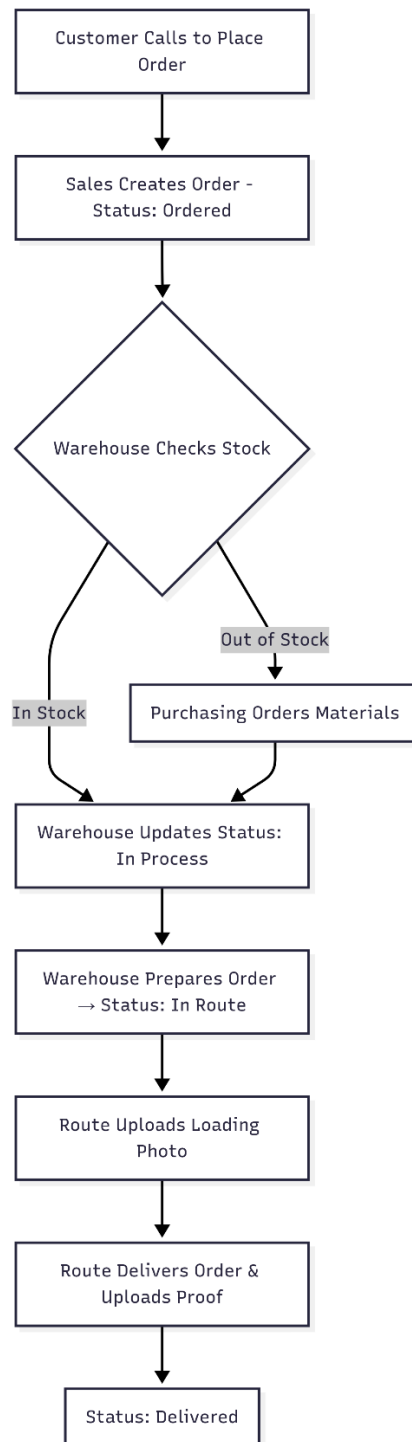 Customer Calls to Place
Order
Sales Creates Order -
Status: Ordered
Warehouse Checks Stock
Out of Stock
In Stock
Purchasing Orders Materials
Warehouse Updates Status:
In Process
Warehouse Prepares Order
→ Status: In Route
Route Uploads Loading
Photo
Route Delivers Order &
Uploads Proof
Status: Delivered